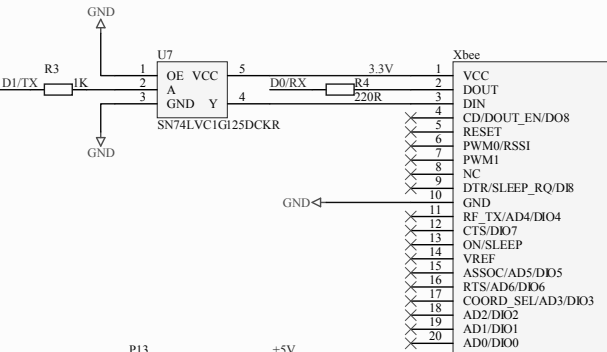 GND
U7
Xbee
R3
1
OE VCC
5
3.3V
1
VCC
D1/TX
1K
2
A
D0/RX
R4
2
DOUT
3
GND Y
4
220R
3
DIN
SN74LVC1G125DCKR
4
CD/DOUT_EN/DO8
5
RESET
GND
6
PWM0/RSSI
7
PWM1
8
NC
9
DTR/SLEEP_RQ/DI8
GND
10
GND
11
RF_TX/AD4/DIO4
12
CTS/DIO7
13
ON/SLEEP
14
VREF
15
ASSOC/AD5/DIO5
16
RTS/AD6/DIO6
17
COORD_SEL/AD3/DIO3
18
AD2/DIO2
19
AD1/DIO1
20
AD0/DIO0
P13
+5V